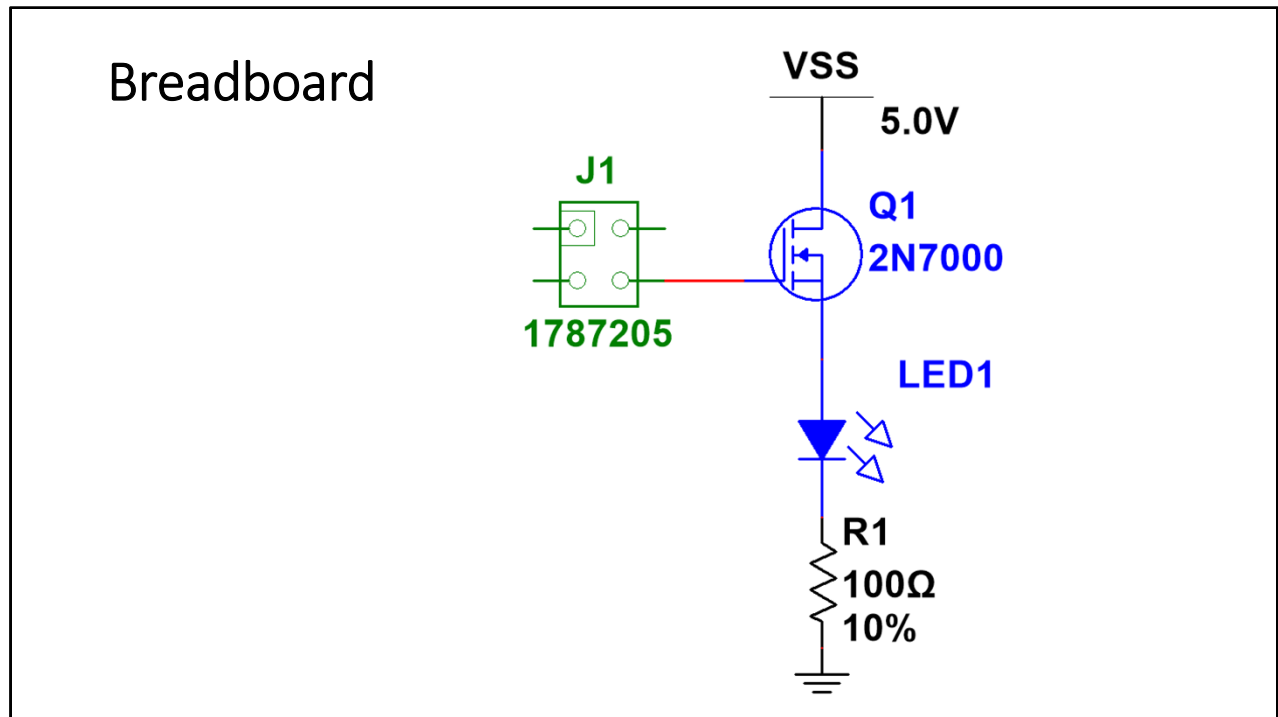 Breadboard
VSS
5.0V
J1
1787205
Q1
2N7000
LED1
R1
100Ω
10%